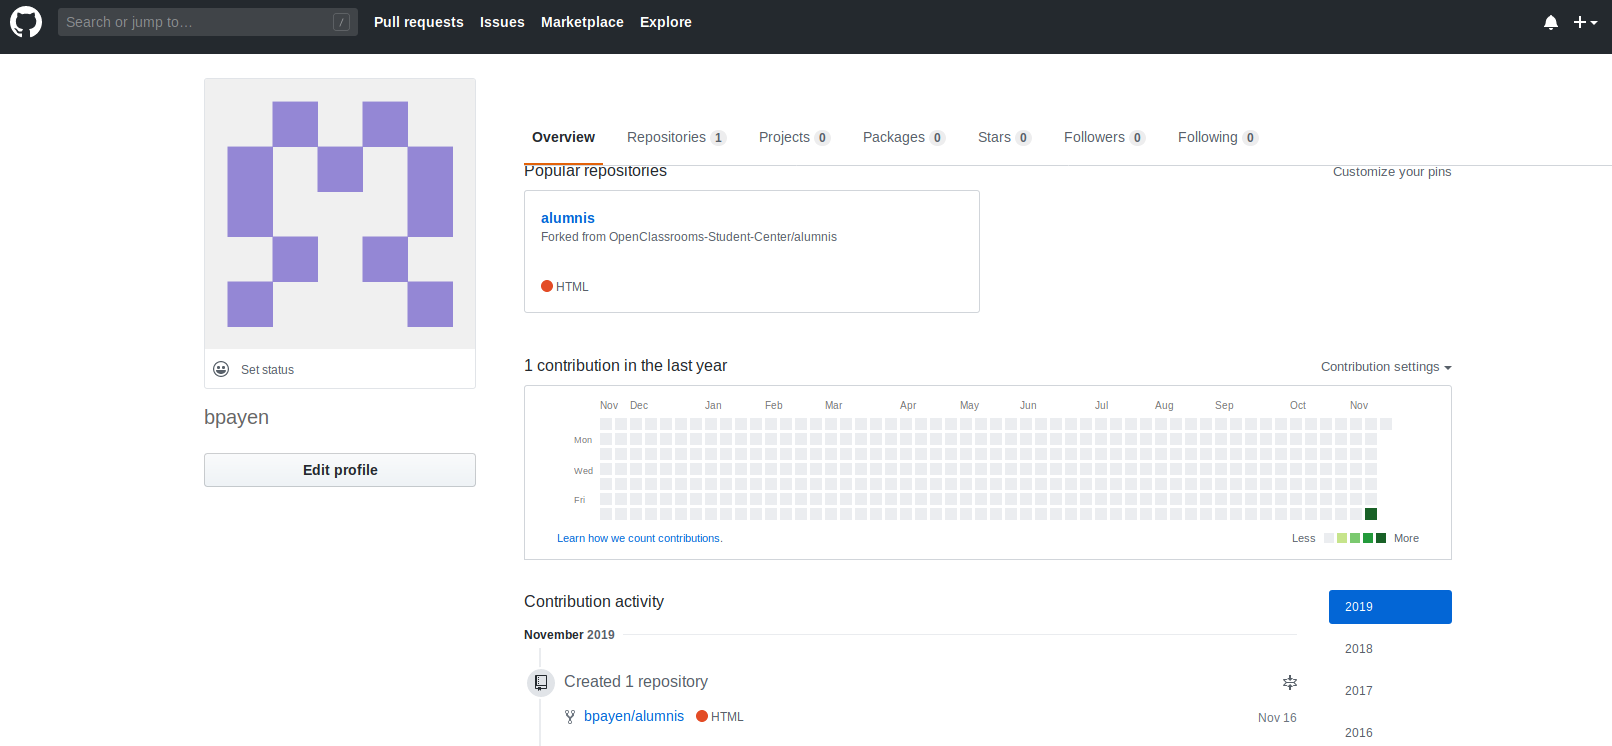 Search or jump to… /
Pull requests Issues Marketplace Explore
Overview Repositories 1 Projects 0 Packages 0 Stars 0 Followers 0 Following 0
Popular repositories
Customize your pins
alumnis
Forked from OpenClassrooms-Student-Center/alumnis
HTML
Set status
bpayen
Edit profile
1 contribution in the last year
Contribution settings
Nov Dec Jan Feb Mar Apr May Jun Jul Aug Sep Oct Nov
Mon
Wed
Fri
Learn how we count contributions.
Less More
Contribution activity
November 2019
Created 1 repository
bpayen/alumnis HTML Nov 16
2019
2018
2017
2016